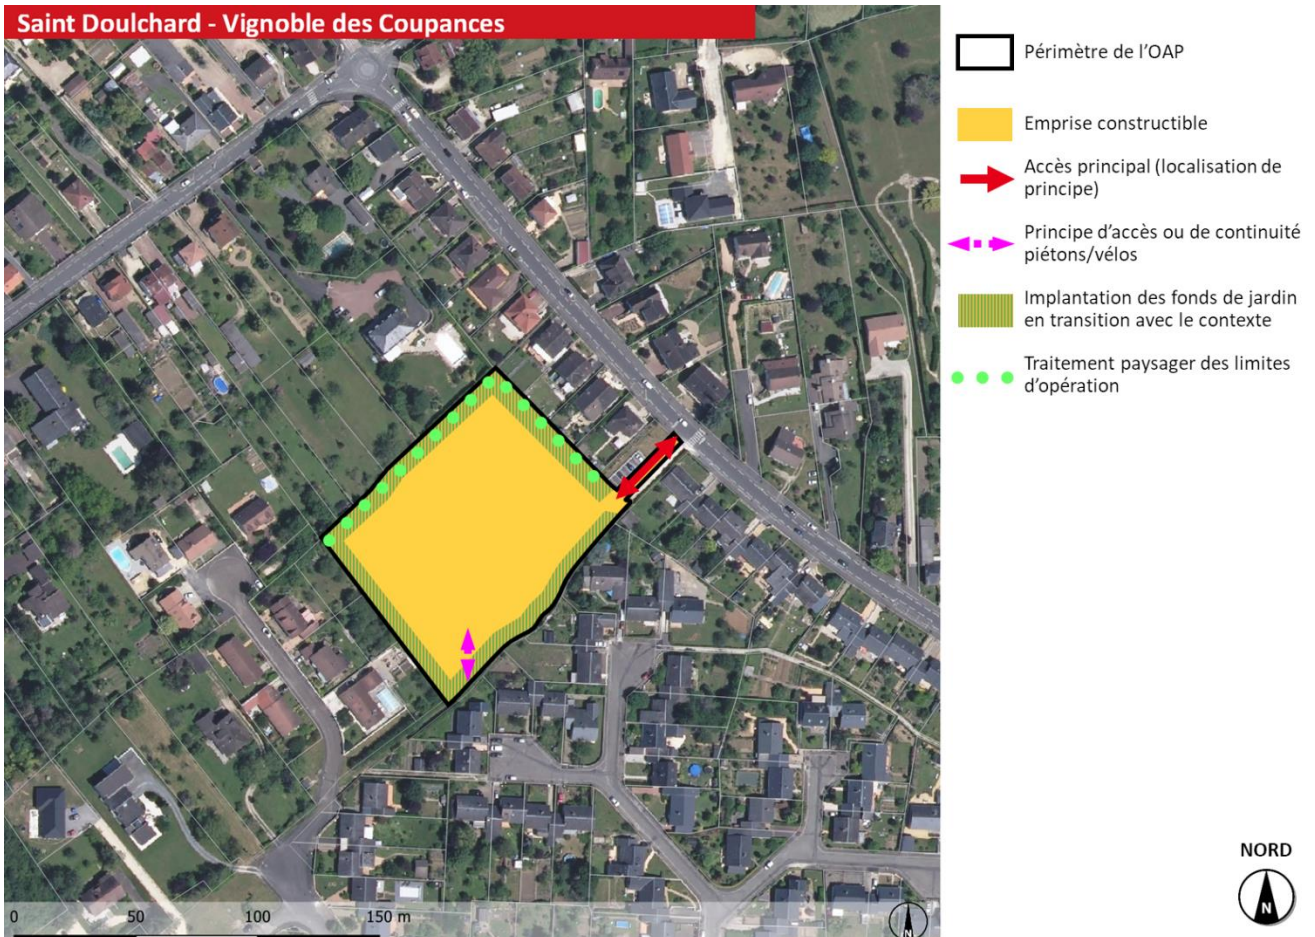 Saint Doulchard - Vignoble des Coupances
Périmètre de l’OAP
Emprise constructible
Accès principal (localisation de
principe)
Principe d’accès ou de continuité
piétons/vélos
Implantation des fonds de jardin
en transition avec le contexte
Traitement paysager des limites
d’opération
NORD
N
0 50 100 150 m
N